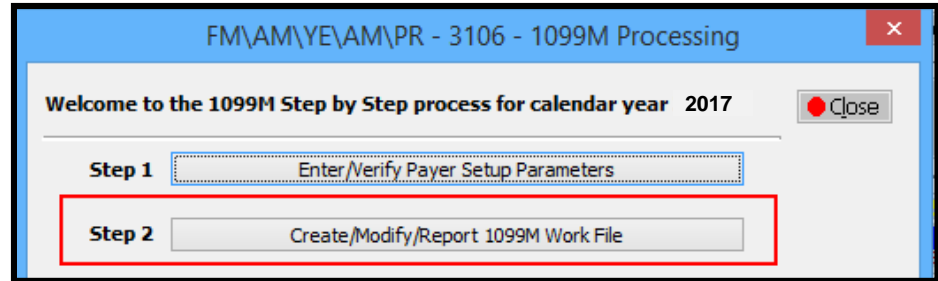 FM\AM\YE\AM\PR - 3106 - 1099M Processing
Welcome to the 1099M Step by Step process for calendar year 2017
Close
Step 1 Enter/Verify Payer Setup Parameters
Step 2 Create/Modify/Report 1099M Work File